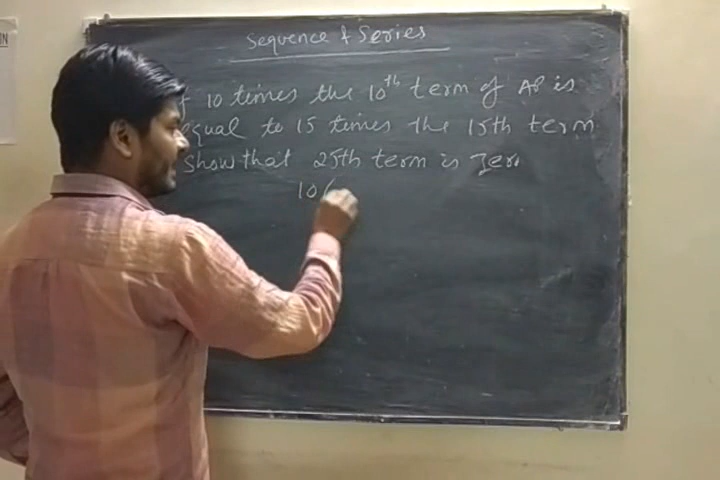 Sequence & Series
10 times the 10th term of AP is
equal to 15 times the 15th term
show that 25th term is zero
10(
IN